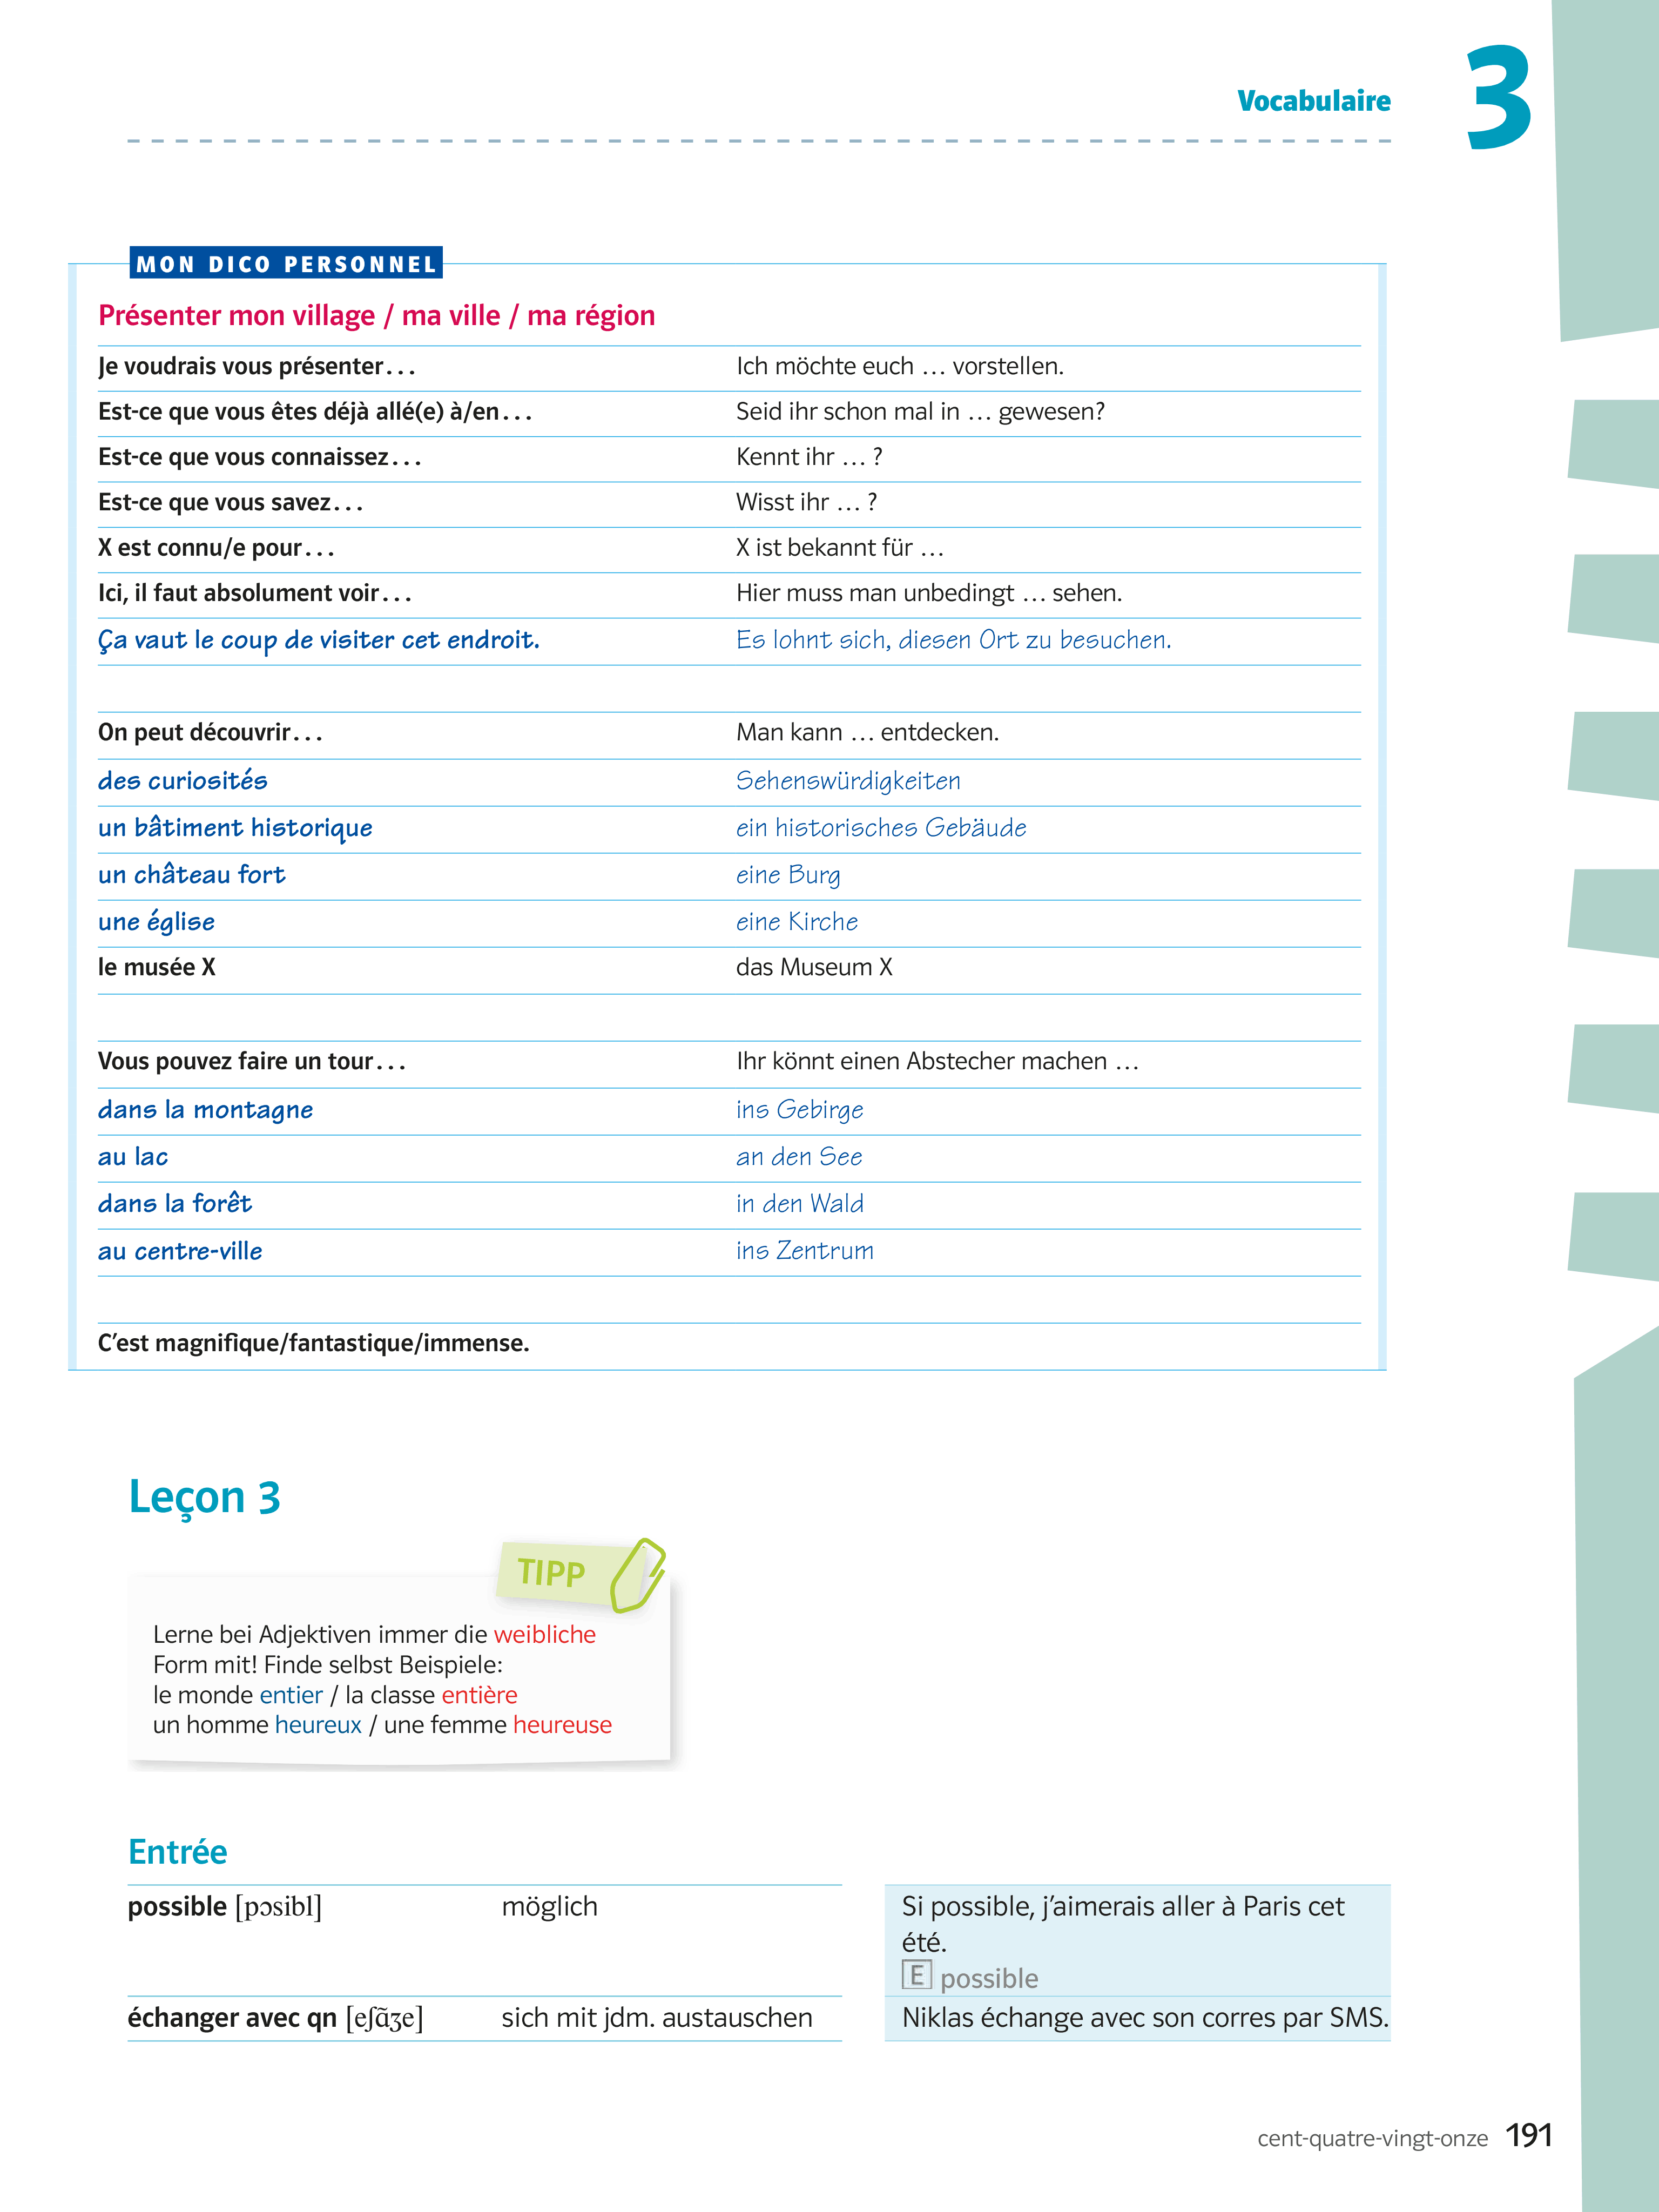 Vocabulaire 3
MON DICO PERSONNEL
Présenter mon village / ma ville / ma région
Je voudrais vous présenter… Ich möchte euch … vorstellen.
Est-ce que vous êtes déjà allé(e) à/en… Seid ihr schon mal in … gewesen?
Est-ce que vous connaissez… Kennt ihr … ?
Est-ce que vous savez… Wisst ihr … ?
X est connu/e pour… X ist bekannt für …
Ici, il faut absolument voir… Hier muss man unbedingt … sehen.
Ça vaut le coup de visiter cet endroit. Es lohnt sich, diesen Ort zu besuchen.
On peut découvrir… Man kann … entdecken.
des curiosités Sehenswürdigkeiten
un bâtiment historique ein historisches Gebäude
un château fort eine Burg
une église eine Kirche
le musée X das Museum X
Vous pouvez faire un tour… Ihr könnt einen Abstecher machen …
dans la montagne ins Gebirge
au lac an den See
dans la forêt in den Wald
au centre-ville ins Zentrum
C’est magnifique/fantastique/immense.
Leçon 3
TIPP
Lerne bei Adjektiven immer die weibliche
Form mit! Finde selbst Beispiele:
le monde entier / la classe entière
un homme heureux / une femme heureuse
Entrée
possible [pɔsibl] möglich Si possible, j’aimerais aller à Paris cet
été.
E possible
échanger avec qn [eʃɑ̃ʒe] sich mit jdm. austauschen Niklas échange avec son corres par SMS.
cent-quatre-vingt-onze 191